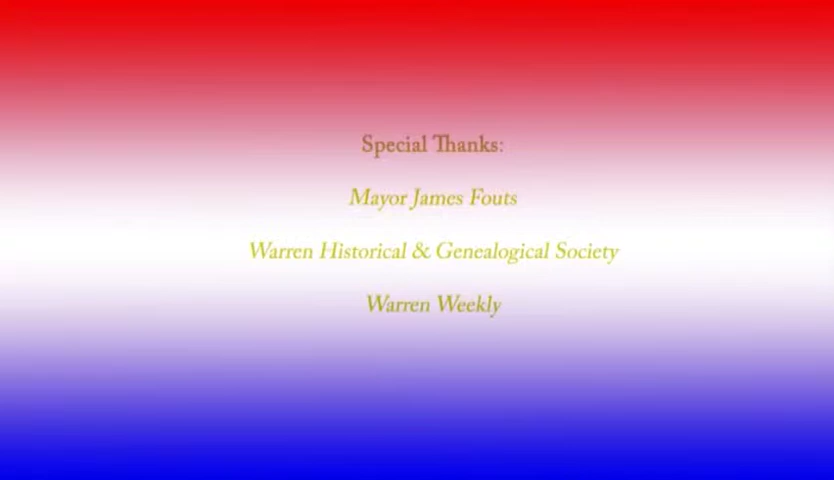 Special Thanks:
Mayor James Fouts
Warren Historical & Genealogical Society
Warren Weekly